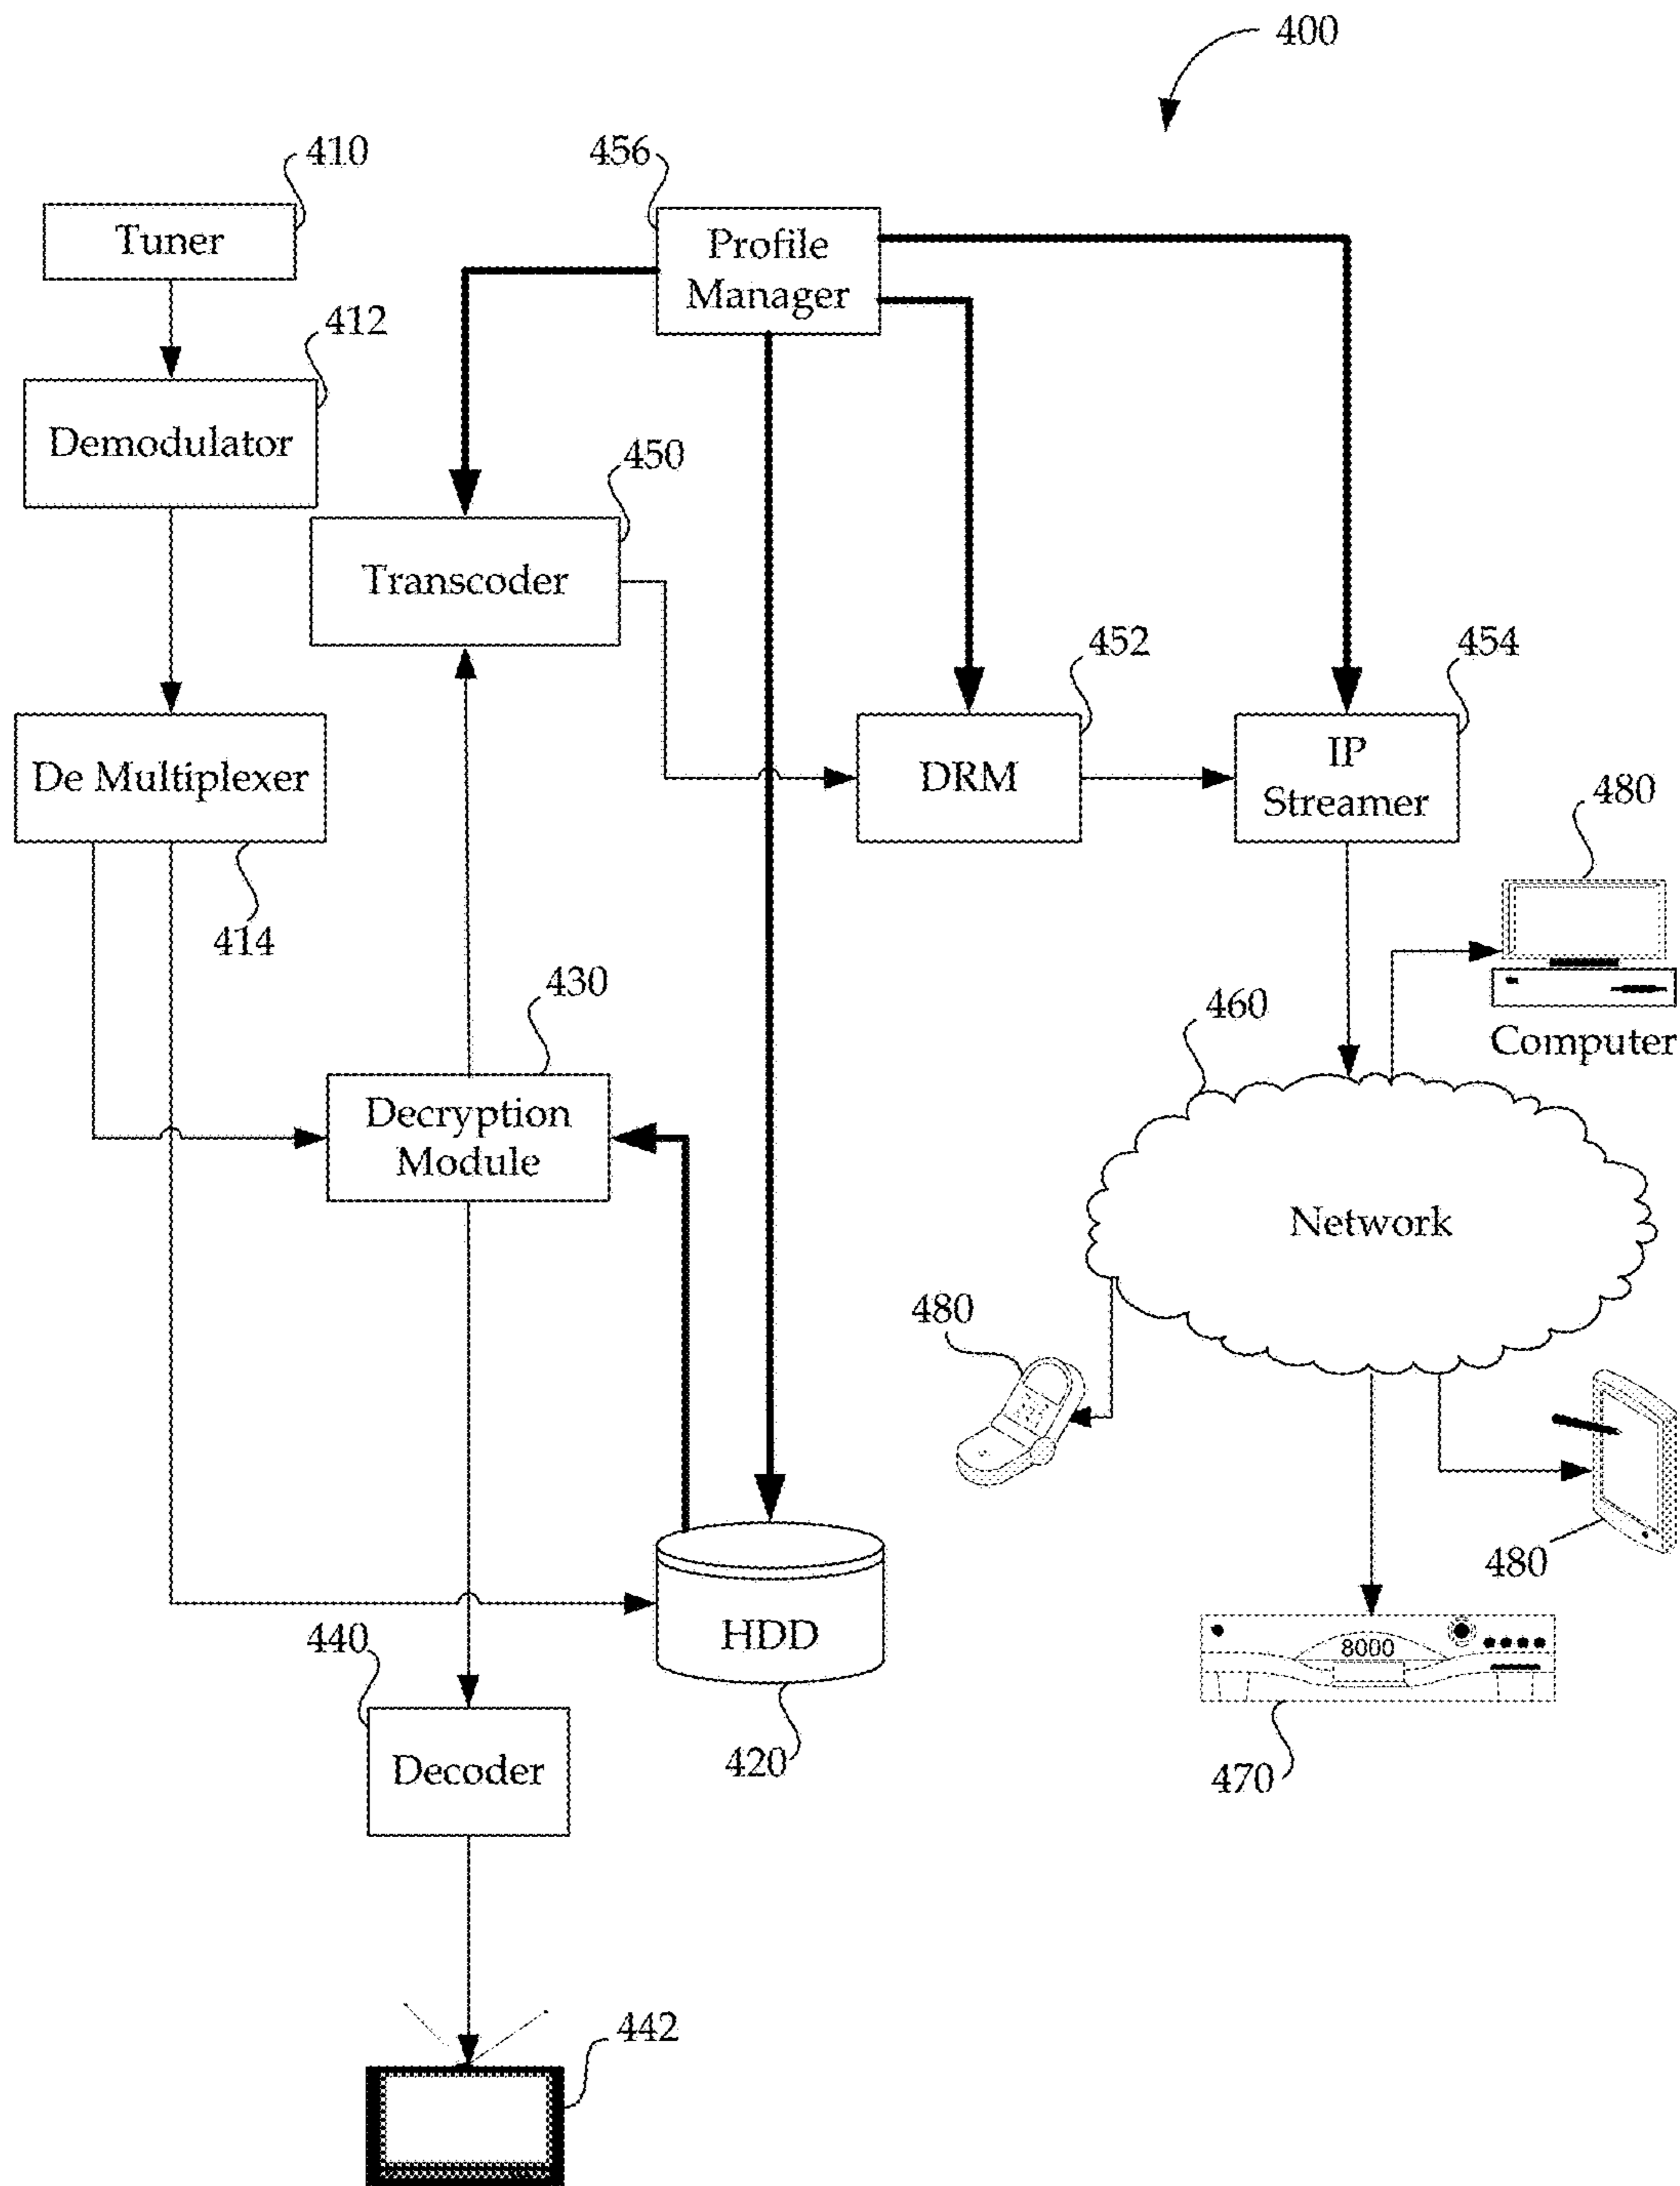 400
410
456
Tuner
Profile
Manager
412
Demodulator
450
Transcoder
452
454
De Multiplexer
DRM
IP
Streamer
480
414
430
460
Computer
Decryption
Module
Network
480
480
HDD
8000
440
420
470
Decoder
442